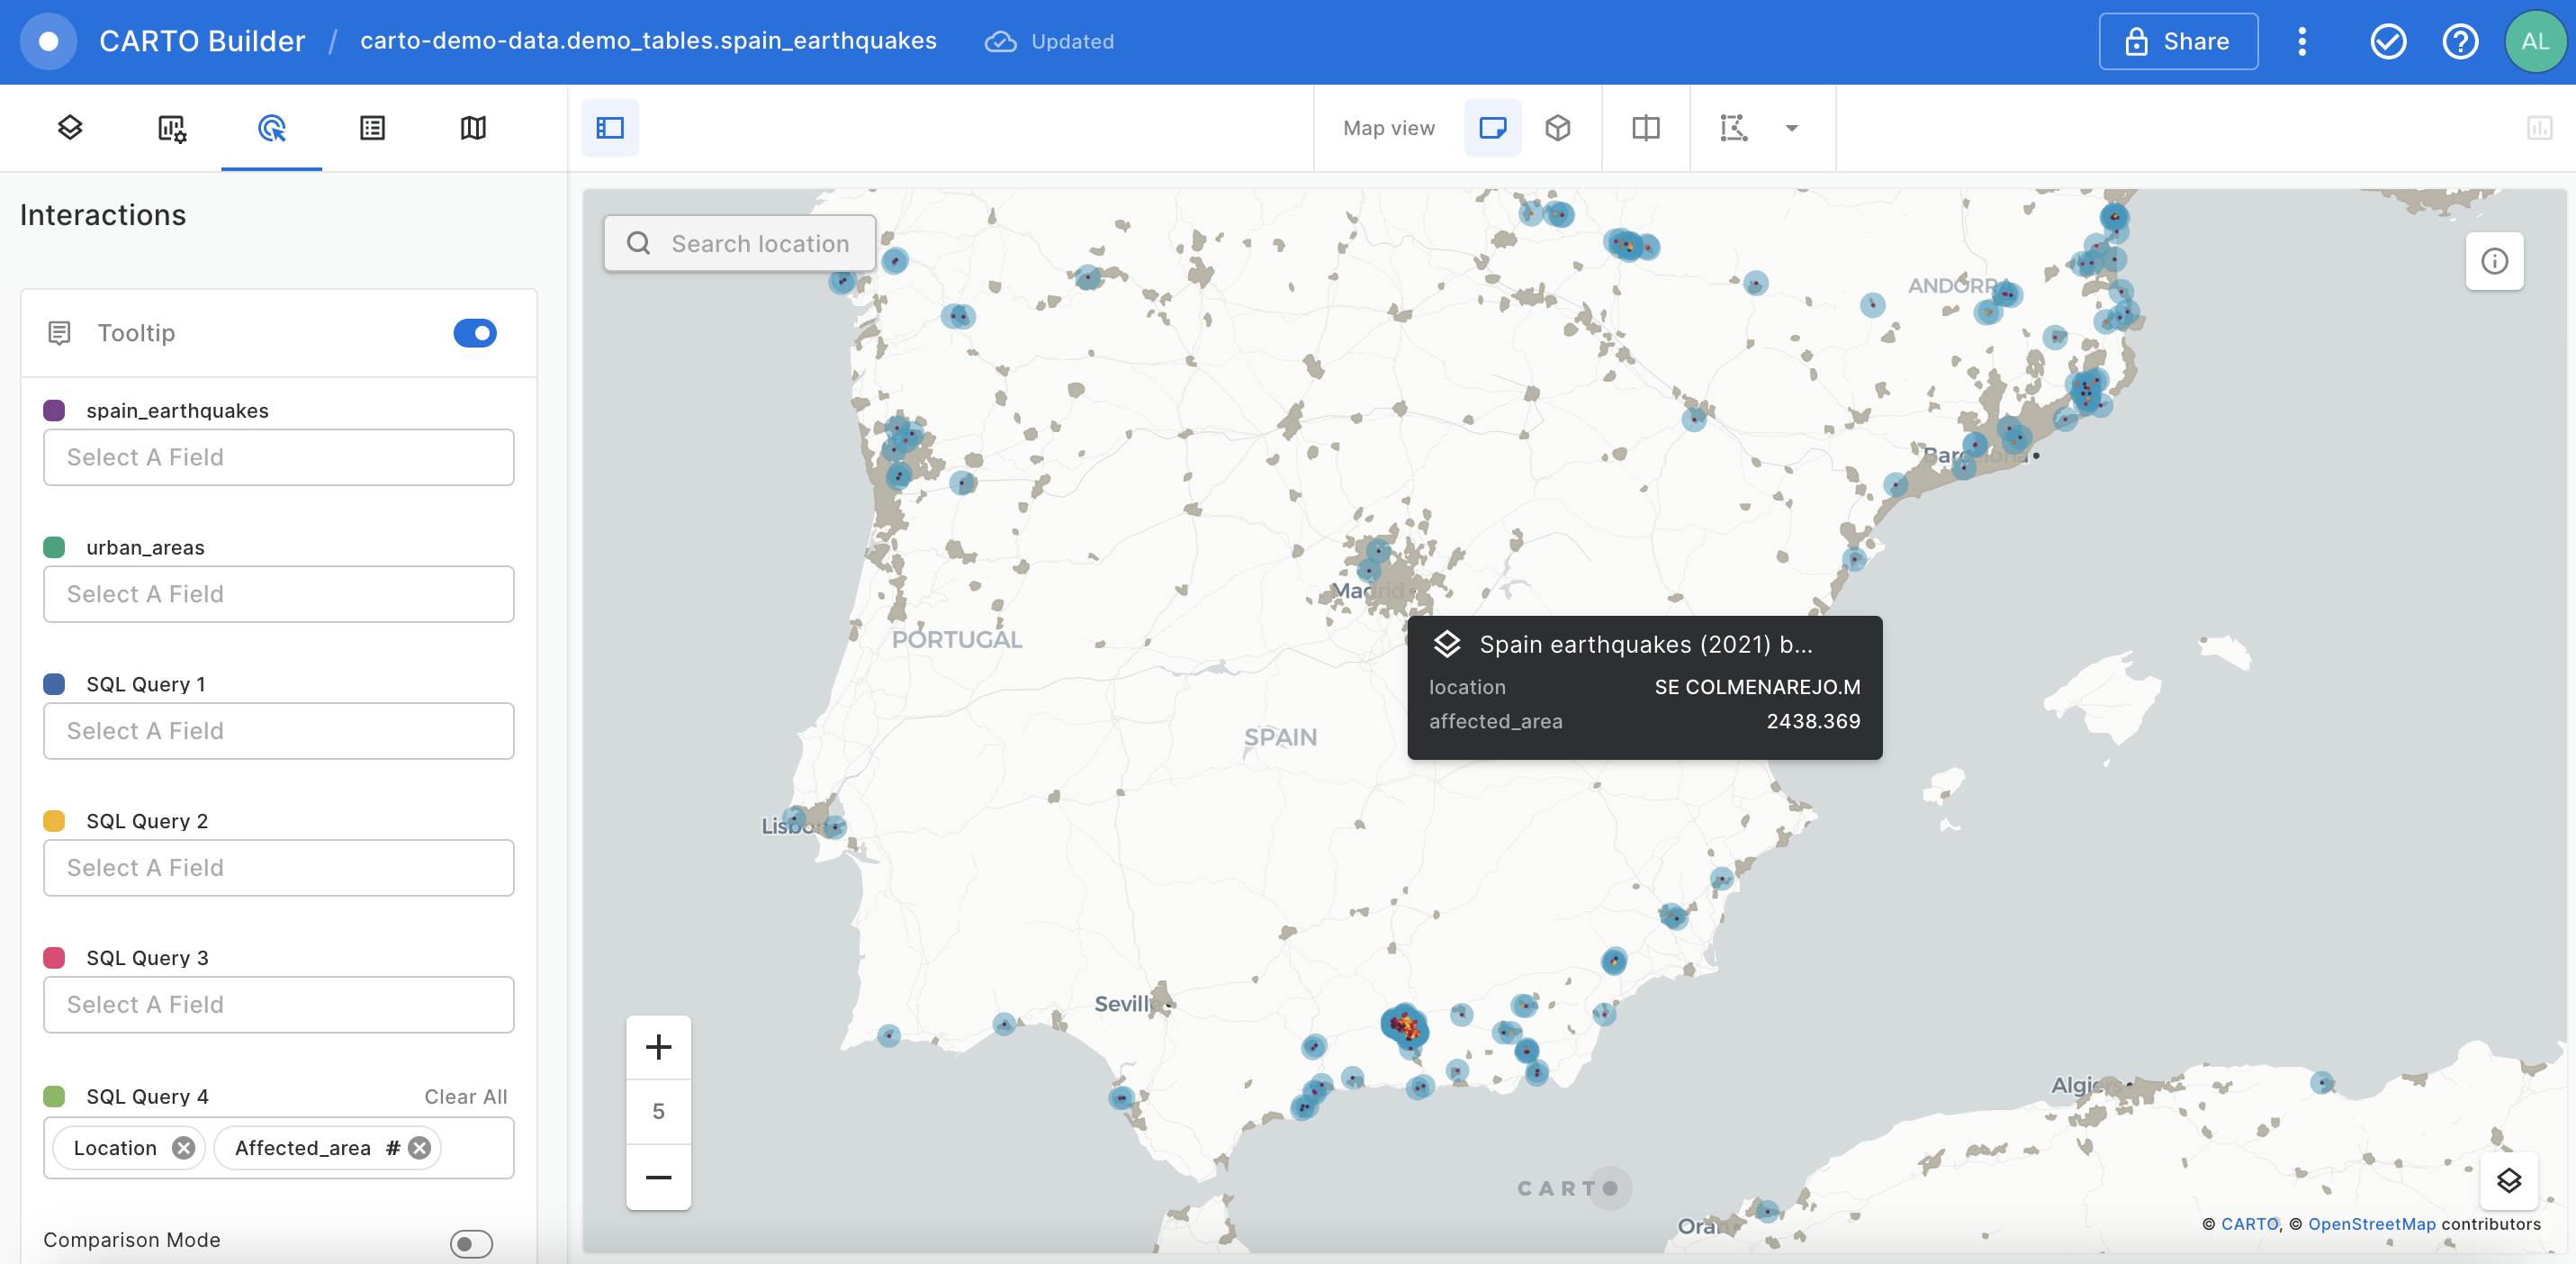 CARTO Builder / carto-demo-data.demo_tables.spain_earthquakes Updated Share AL
Map view
Interactions
Tooltip
spain_earthquakes
Select A Field
urban_areas
Select A Field
SQL Query 1
Select A Field
SQL Query 2
Select A Field
SQL Query 3
Select A Field
SQL Query 4 Clear All
Location Affected_area #
Comparison Mode
Search location
ANDORRA
Barcelona
Madrid
PORTUGAL
Spain earthquakes (2021) b...
location SE COLMENAREJO.M
affected_area 2438.369
SPAIN
Lisbon
Seville
5
Algiers
CARTO
Oran
© CARTO, © OpenStreetMap contributors